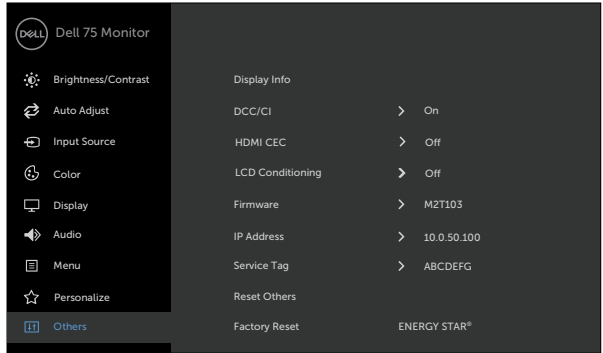 DELL Dell 75 Monitor
Brightness/Contrast Display Info
Auto Adjust DCC/CI > On
Input Source HDMI CEC > Off
Color LCD Conditioning > Off
Display Firmware > M2T103
Audio IP Address > 10.0.50.100
Menu Service Tag > ABCDEFG
Personalize Reset Others
Others Factory Reset ENERGY STAR®